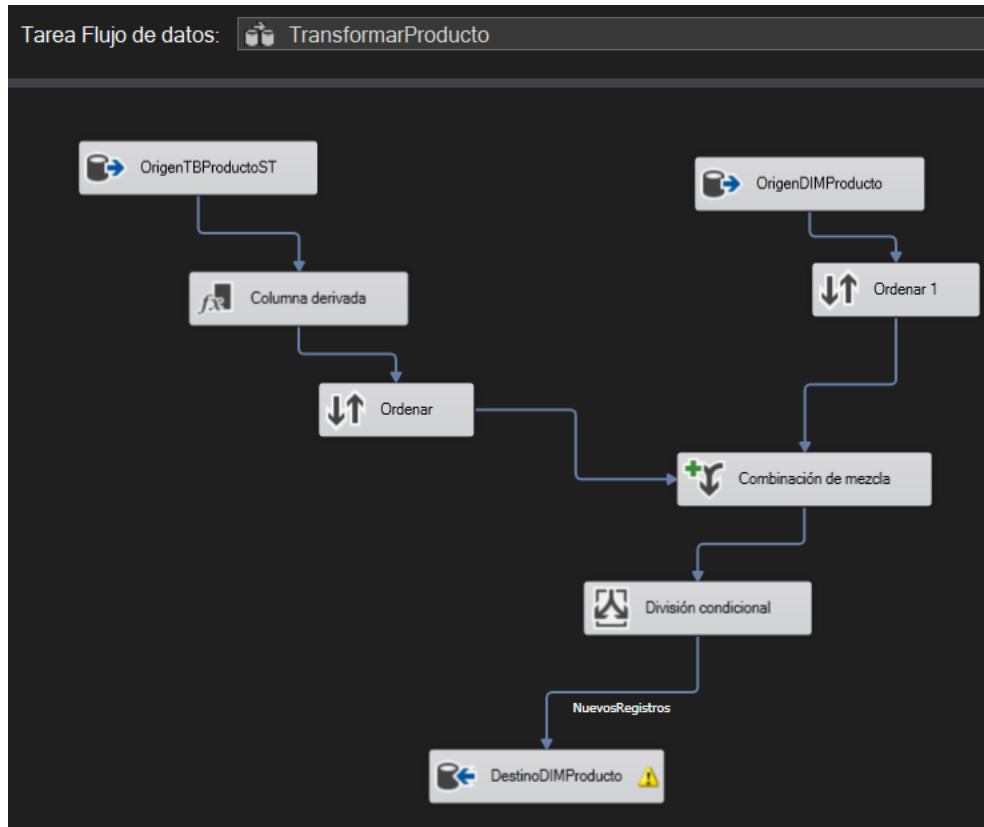 Tarea Flujo de datos: TransformarProducto
OrigenTBProductoST
OrigenDIMProducto
Columna derivada
Ordenar 1
Ordenar
Combinación de mezcla
División condicional
NuevosRegistros
DestinoDIMProducto